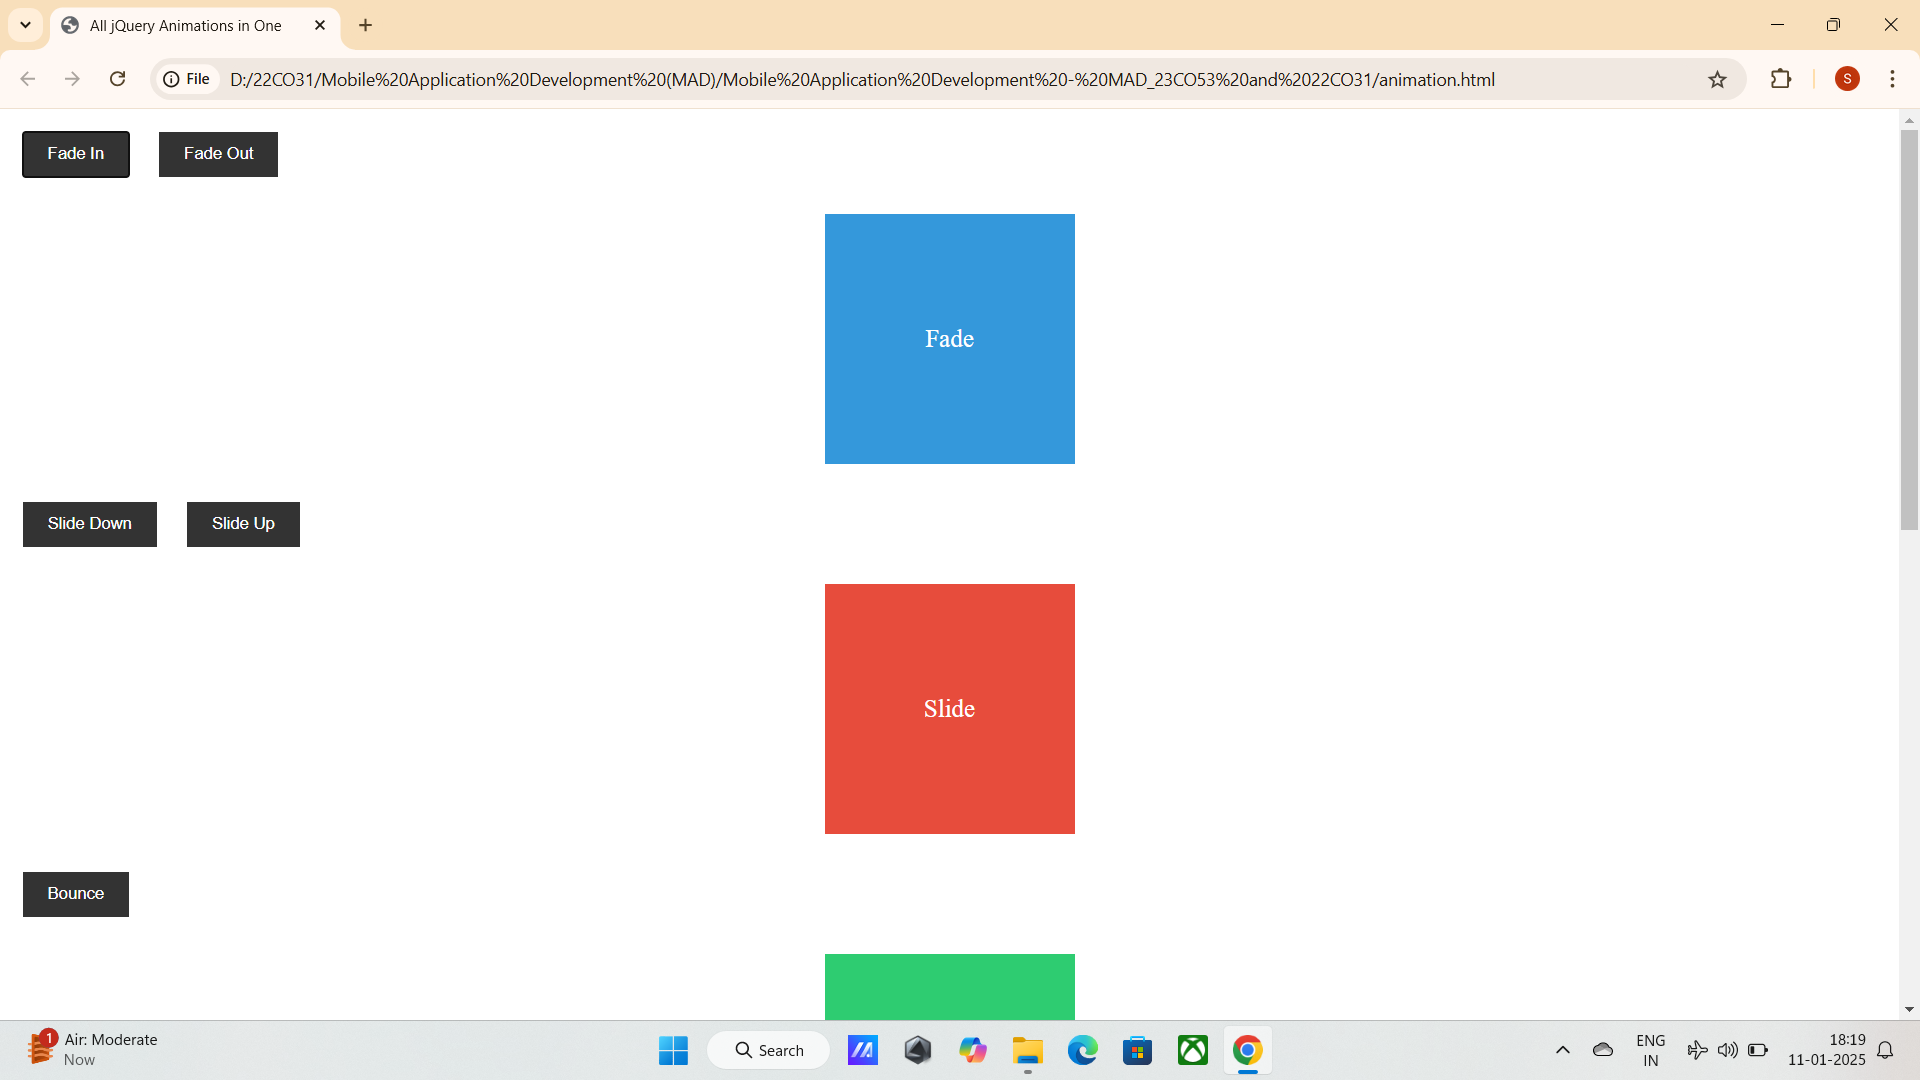 All jQuery Animations in One
File
D:/22CO31/Mobile%20Application%20Development%20(MAD)/Mobile%20Application%20Development%20-%20MAD_23CO53%20and%2022CO31/animation.html
S
Fade In
Fade Out
Fade
Slide Down
Slide Up
Slide
Bounce
1
Air: Moderate
Now
Search
ENG
IN
18:19
11-01-2025